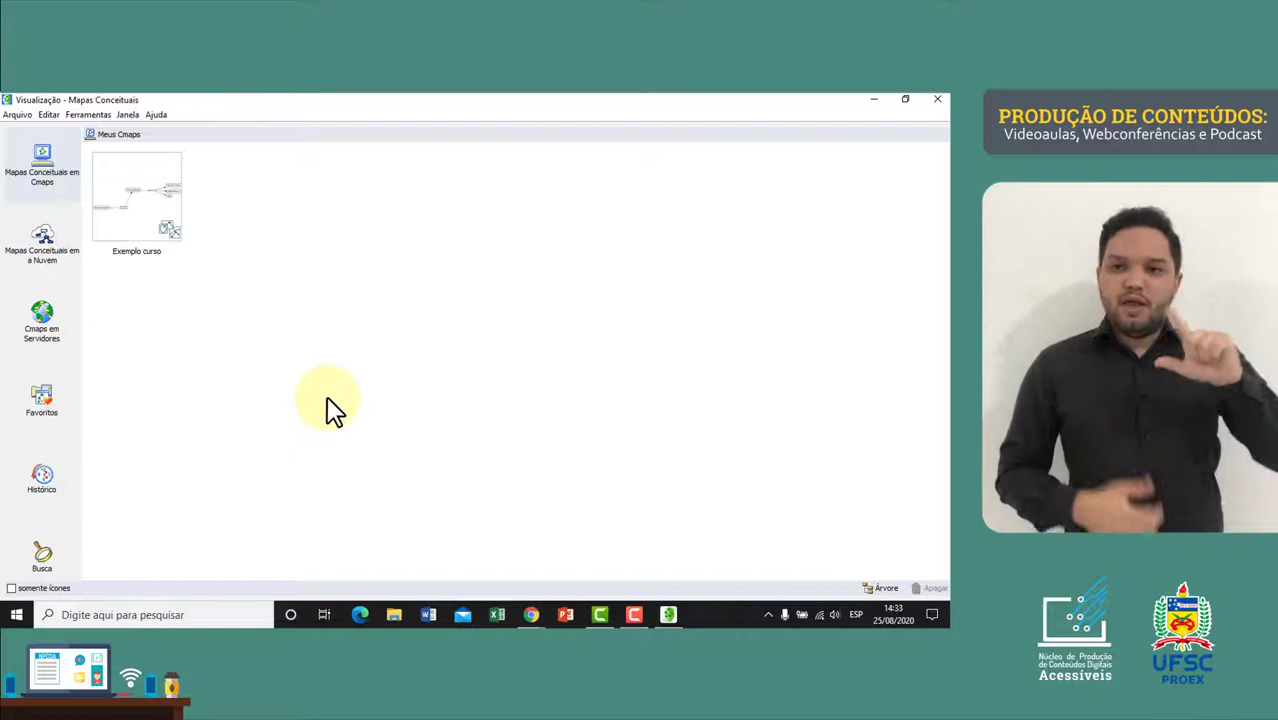 Visualização - Mapas Conceituais
Arquivo Editar Ferramentas Janela Ajuda
Meus Cmaps
Mapas Conceituais em
Cmaps
Exemplo curso
Mapas Conceituais em
a Nuvem
Cmaps em
Servidores
Favoritos
Histórico
Busca
somente ícones
Árvore
Apagar
Digite aqui para pesquisar
ESP
14:33
25/08/2020
PRODUÇÃO DE CONTEÚDOS:
Videoaulas, Webconferências e Podcast
Núcleo de Produção
de Conteúdos Digitais
Acessíveis
UFSC
PROEX
NPCDA